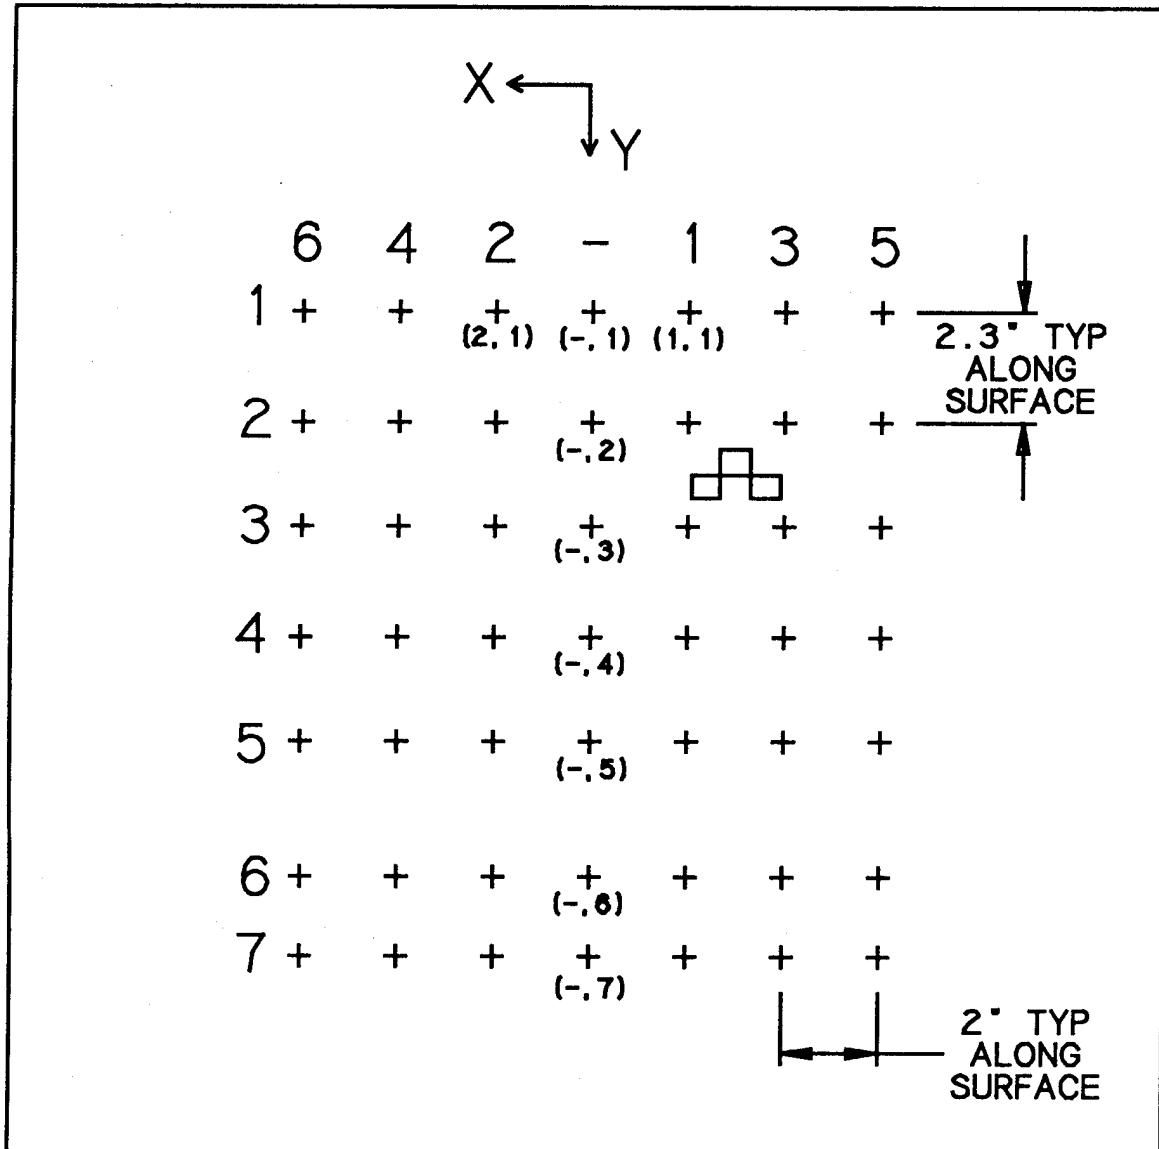 X
Y
6 4 2 - 1 3 5
1
(2,1) (-,1) (1,1)
2.3" TYP
ALONG
SURFACE
2
(-,2)
3
(-,3)
4
(-,4)
5
(-,5)
6
(-,6)
7
(-,7)
2" TYP
ALONG
SURFACE